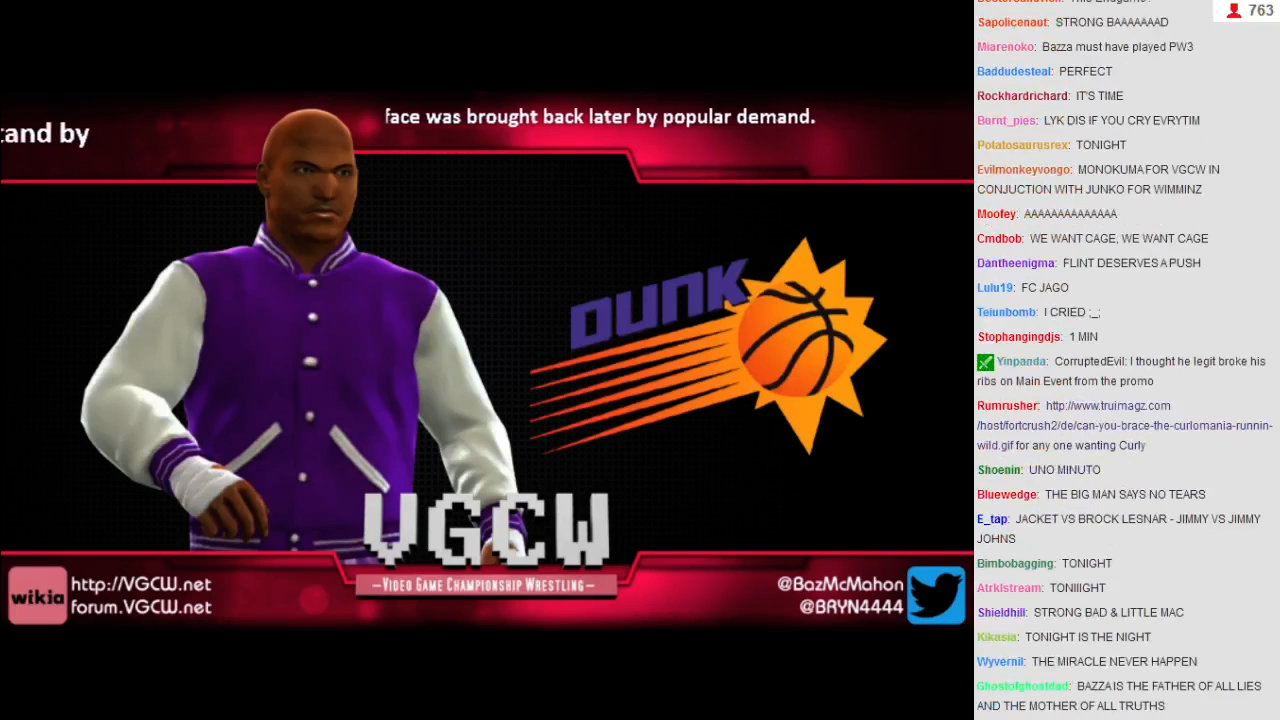 tand by
face was brought back later by popular demand.
DUNK
VGCW
–VIDEO GAME CHAMPIONSHIP WRESTLING–
wikia
http://VGCW.net
forum.VGCW.net
@BazMcMahon
@BRYN4444
763
Sapolicenaut: STRONG BAAAAAAAD
Miarenoko: Bazza must have played PW3
Baddudesteal: PERFECT
Rockhardrichard: IT'S TIME
Burnt_pies: LYK DIS IF YOU CRY EVRYTIM
Potatosaurusrex: TONIGHT
Evilmonkeyvongo: MONOKUMA FOR VGCW IN
CONJUCTION WITH JUNKO FOR WIMMINZ
Moofey: AAAAAAAAAAAAAA
Cmdbob: WE WANT CAGE, WE WANT CAGE
Dantheenigma: FLINT DESERVES A PUSH
Lulu19: FC JAGO
Teiunbomb: I CRIED ;_;
Stophangingdjs: 1 MIN
Yinpanda: CorruptedEvil: I thought he legit broke his
ribs on Main Event from the promo
Rumrusher: http://www.truimagz.com
/host/fortcrush2/de/can-you-brace-the-curlomania-runnin-
wild.gif for any one wanting Curly
Shoenin: UNO MINUTO
Bluewedge: THE BIG MAN SAYS NO TEARS
E_tap: JACKET VS BROCK LESNAR - JIMMY VS JIMMY
JOHNS
Bimbobagging: TONIGHT
Atrklstream: TONIIIGHT
Shieldhill: STRONG BAD & LITTLE MAC
Kikasia: TONIGHT IS THE NIGHT
Wyvernil: THE MIRACLE NEVER HAPPEN
Ghostofghostdad: BAZZA IS THE FATHER OF ALL LIES
AND THE MOTHER OF ALL TRUTHS